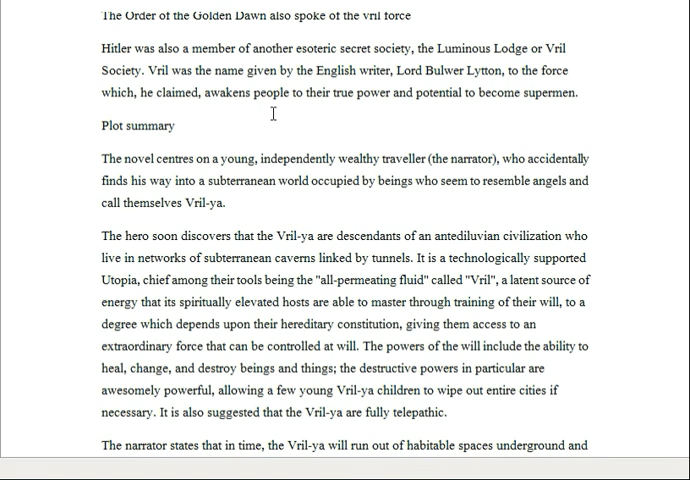 The Order of the Golden Dawn also spoke of the vril force
Hitler was also a member of another esoteric secret society, the Luminous Lodge or Vril
Society. Vril was the name given by the English writer, Lord Bulwer Lytton, to the force
which, he claimed, awakens people to their true power and potential to become supermen.
Plot summary
The novel centres on a young, independently wealthy traveller (the narrator), who accidentally
finds his way into a subterranean world occupied by beings who seem to resemble angels and
call themselves Vril-ya.
The hero soon discovers that the Vril-ya are descendants of an antediluvian civilization who
live in networks of subterranean caverns linked by tunnels. It is a technologically supported
Utopia, chief among their tools being the "all-permeating fluid" called "Vril", a latent source of
energy that its spiritually elevated hosts are able to master through training of their will, to a
degree which depends upon their hereditary constitution, giving them access to an
extraordinary force that can be controlled at will. The powers of the will include the ability to
heal, change, and destroy beings and things; the destructive powers in particular are
awesomely powerful, allowing a few young Vril-ya children to wipe out entire cities if
necessary. It is also suggested that the Vril-ya are fully telepathic.
The narrator states that in time, the Vril-ya will run out of habitable spaces underground and